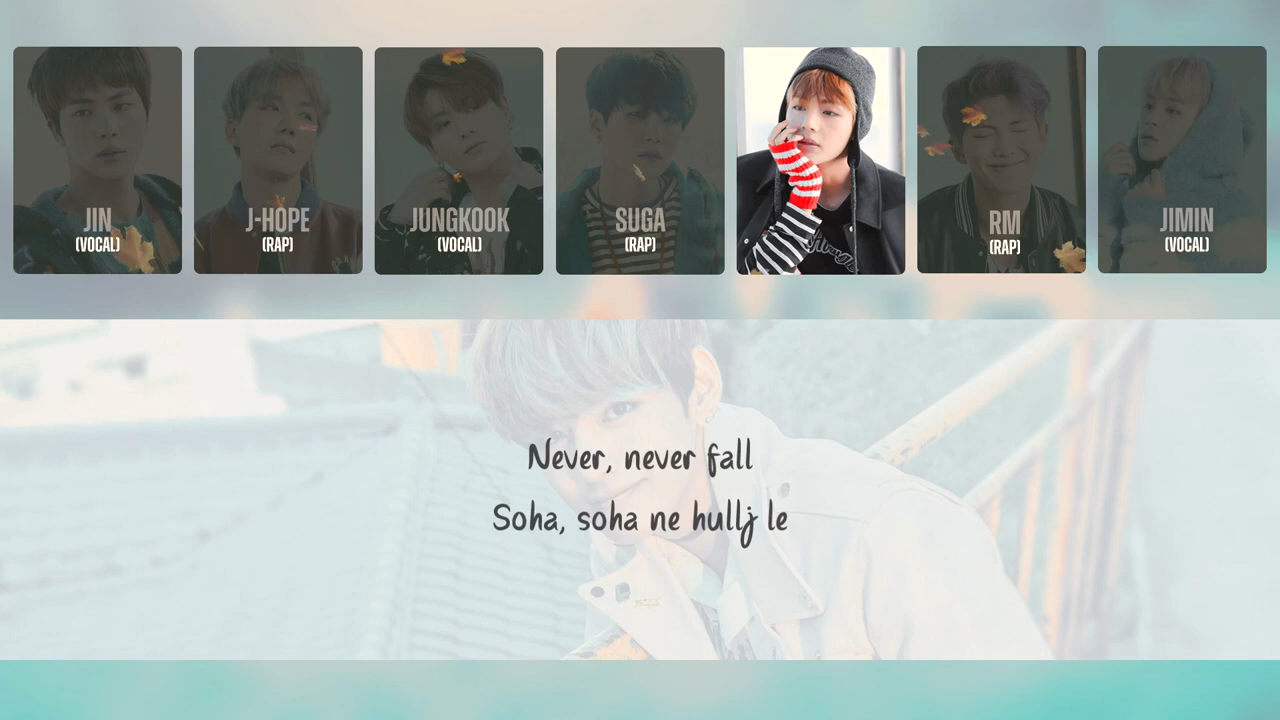 JIN
(VOCAL)
J-HOPE
(RAP)
JUNGKOOK
(VOCAL)
SUGA
(RAP)
RM
(RAP)
JIMIN
(VOCAL)
Never, never fall
Soha, soha ne hullj le